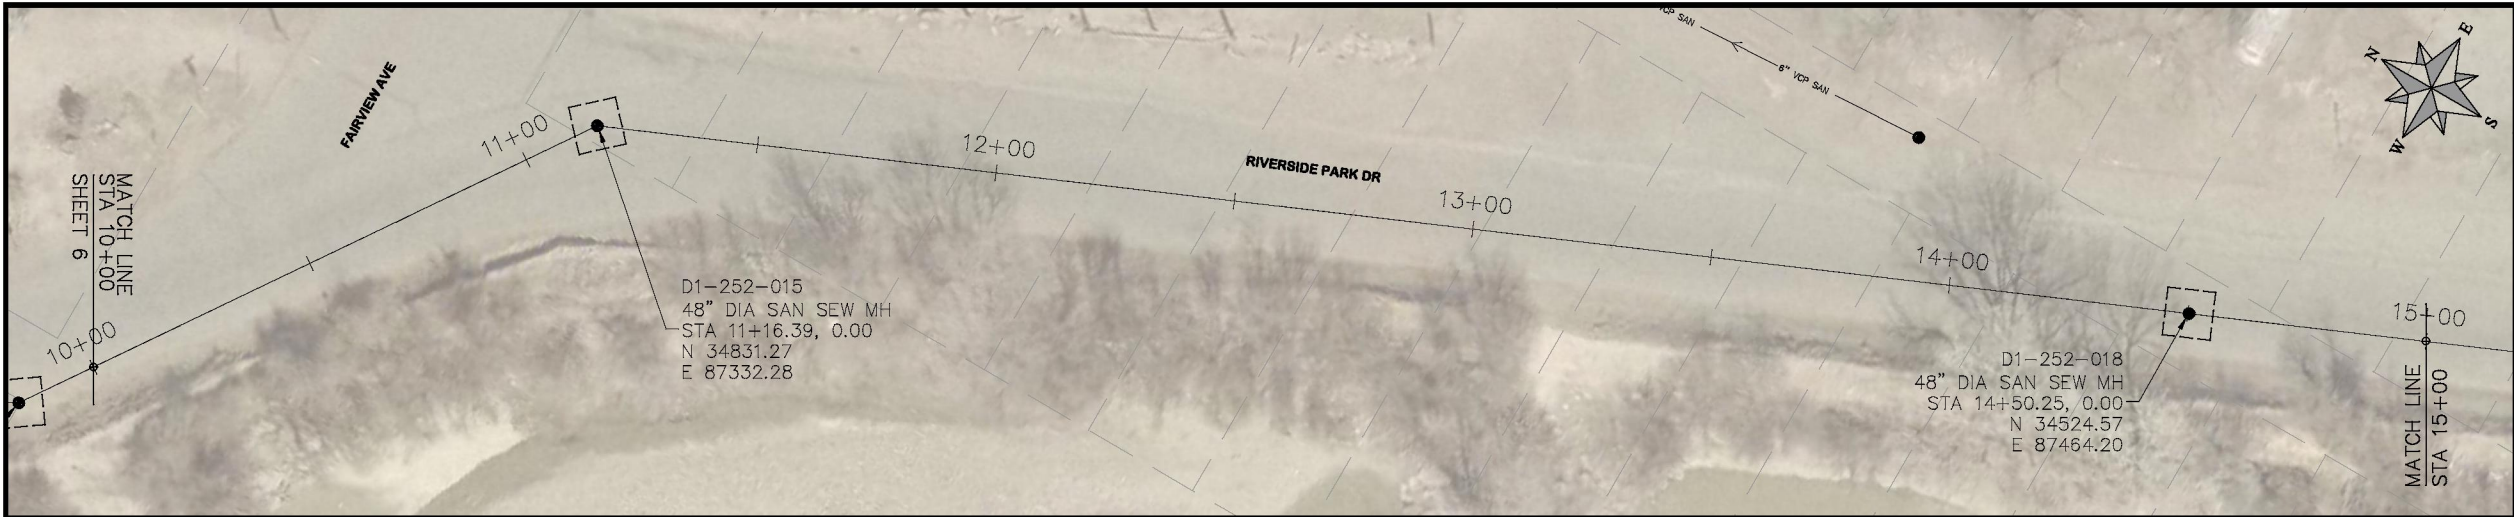 VCP SAN
8" VCP SAN
N
E
S
W
FAIRVIEW AVE
11+00
12+00
RIVERSIDE PARK DR
13+00
14+00
15+00
10+00
MATCH LINE
STA 10+00
SHEET 6
D1-252-015
48" DIA SAN SEW MH
STA 11+16.39, 0.00
N 34831.27
E 87332.28
D1-252-018
48" DIA SAN SEW MH
STA 14+50.25, 0.00
N 34524.57
E 87464.20
MATCH LINE
STA 15+00